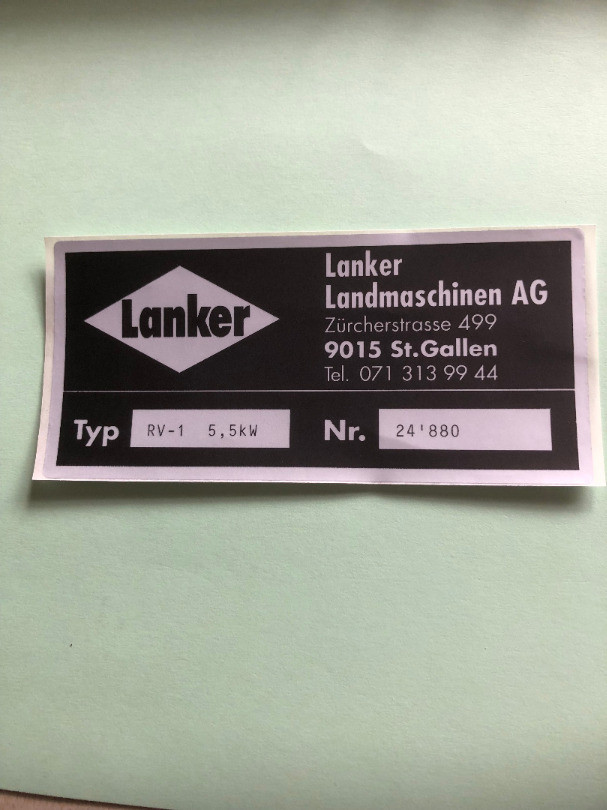 Lanker
Lanker
Landmaschinen AG
Zürcherstrasse 499
9015 St.Gallen
Tel. 071 313 99 44
Typ RV-1 5,5kW Nr. 24'880